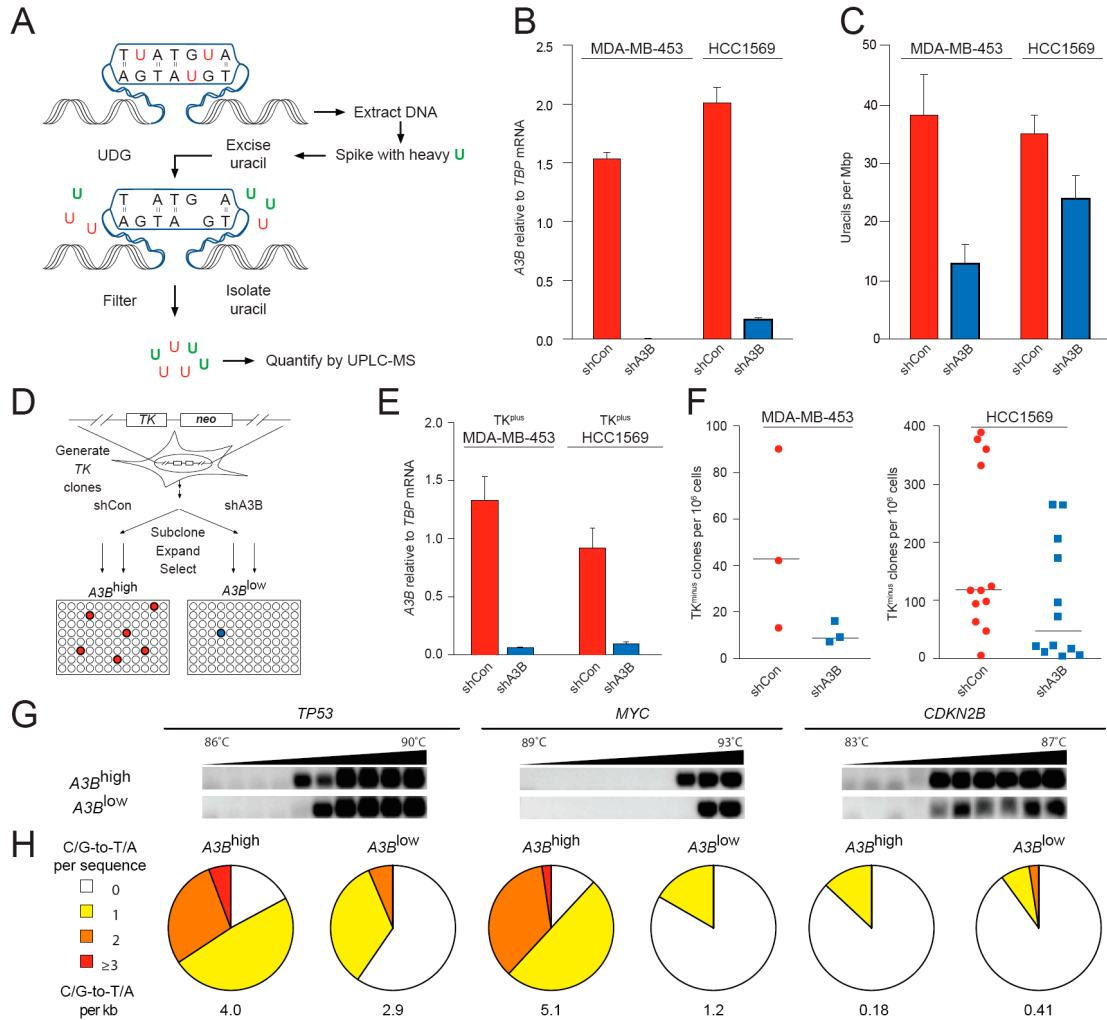 A
T U A T G U A
A G T A U G T
Extract DNA
UDG
Excise
uracil
Spike with heavy U
U
U
U
U
U
U
T A T G A
A G T A G T
Filter
Isolate
uracil
U U U U
U U U
Quantify by UPLC-MS
B
MDA-MB-453
HCC1569
A3B relative to TBP mRNA
2.5
2.0
1.5
1.0
0.5
0.0
shCon
shA3B
shCon
shA3B
C
MDA-MB-453
HCC1569
Uracils per Mbp
50
40
30
20
10
0
shCon
shA3B
shCon
shA3B
D
TK
neo
Generate
TK
clones
shCon
shA3B
Subclone
Expand
Select
A3Bhigh
A3Blow
E
TKplus
MDA-MB-453
TKplus
HCC1569
A3B relative to TBP mRNA
2.0
1.5
1.0
0.5
0.0
shCon
shA3B
shCon
shA3B
F
MDA-MB-453
TKminus clones per 106 cells
100
80
60
40
20
0
shCon
shA3B
HCC1569
TKminus clones per 106 cells
400
300
200
100
0
shCon
shA3B
G
TP53
MYC
CDKN2B
86°C
90°C
89°C
93°C
83°C
87°C
A3Bhigh
A3Blow
H
C/G-to-T/A
per sequence
0
1
2
≥3
A3Bhigh
A3Blow
A3Bhigh
A3Blow
A3Bhigh
A3Blow
C/G-to-T/A
per kb
4.0
2.9
5.1
1.2
0.18
0.41